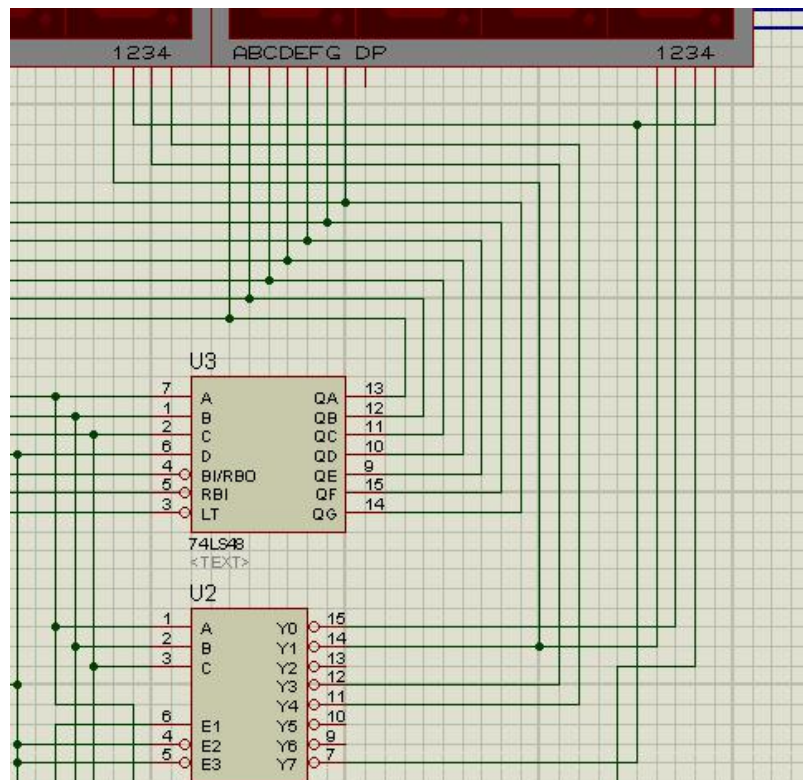 1234 ABCDEFG DP 1234
U3
7 A QA 13
1 B QB 12
2 C QC 11
6 D QD 10
4 BI/RBO QE 9
5 RBI QF 15
3 LT QG 14
74LS48
<TEXT>
U2
1 A Y0 15
2 B Y1 14
3 C Y2 13
Y3 12
Y4 11
6 E1 Y5 10
4 E2 Y6 9
5 E3 Y7 7